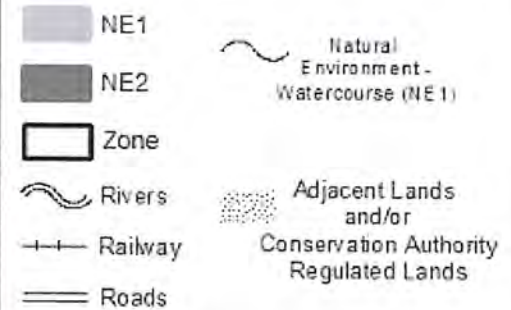 NE1
NE2
Zone
Rivers
Railway
Roads
Natural
Environment -
Watercourse (NE1)
Adjacent Lands
and/or
Conservation Authority
Regulated Lands